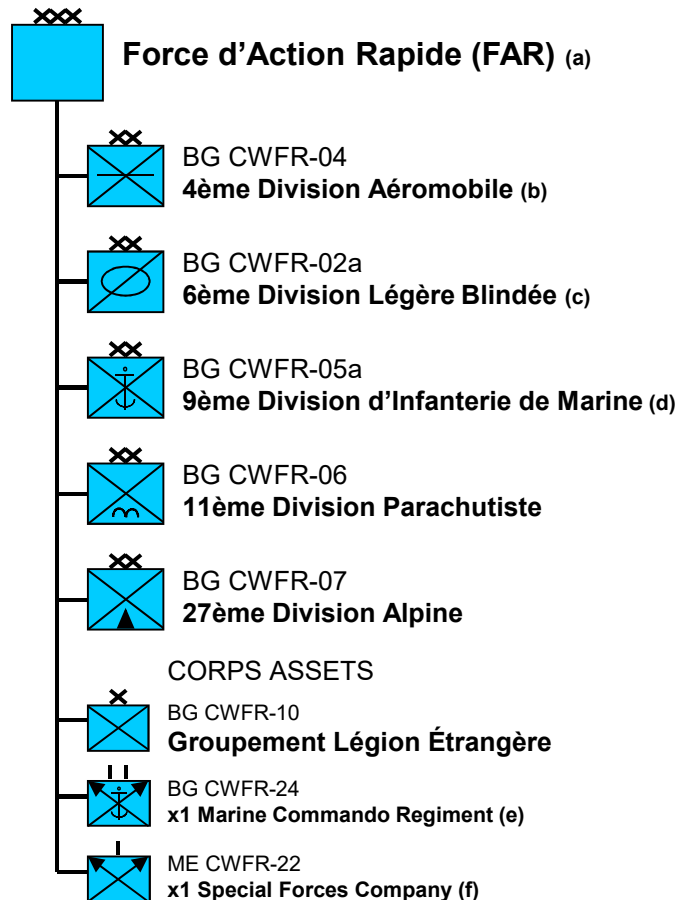 Force d’Action Rapide (FAR) (a)
BG CWFR-04
4ème Division Aéromobile (b)
BG CWFR-02a
6ème Division Légère Blindée (c)
BG CWFR-05a
9ème Division d’Infanterie de Marine (d)
BG CWFR-06
11ème Division Parachutiste
BG CWFR-07
27ème Division Alpine
CORPS ASSETS
BG CWFR-10
Groupement Légion Étrangère
BG CWFR-24
x1 Marine Commando Regiment (e)
ME CWFR-22
x1 Special Forces Company (f)